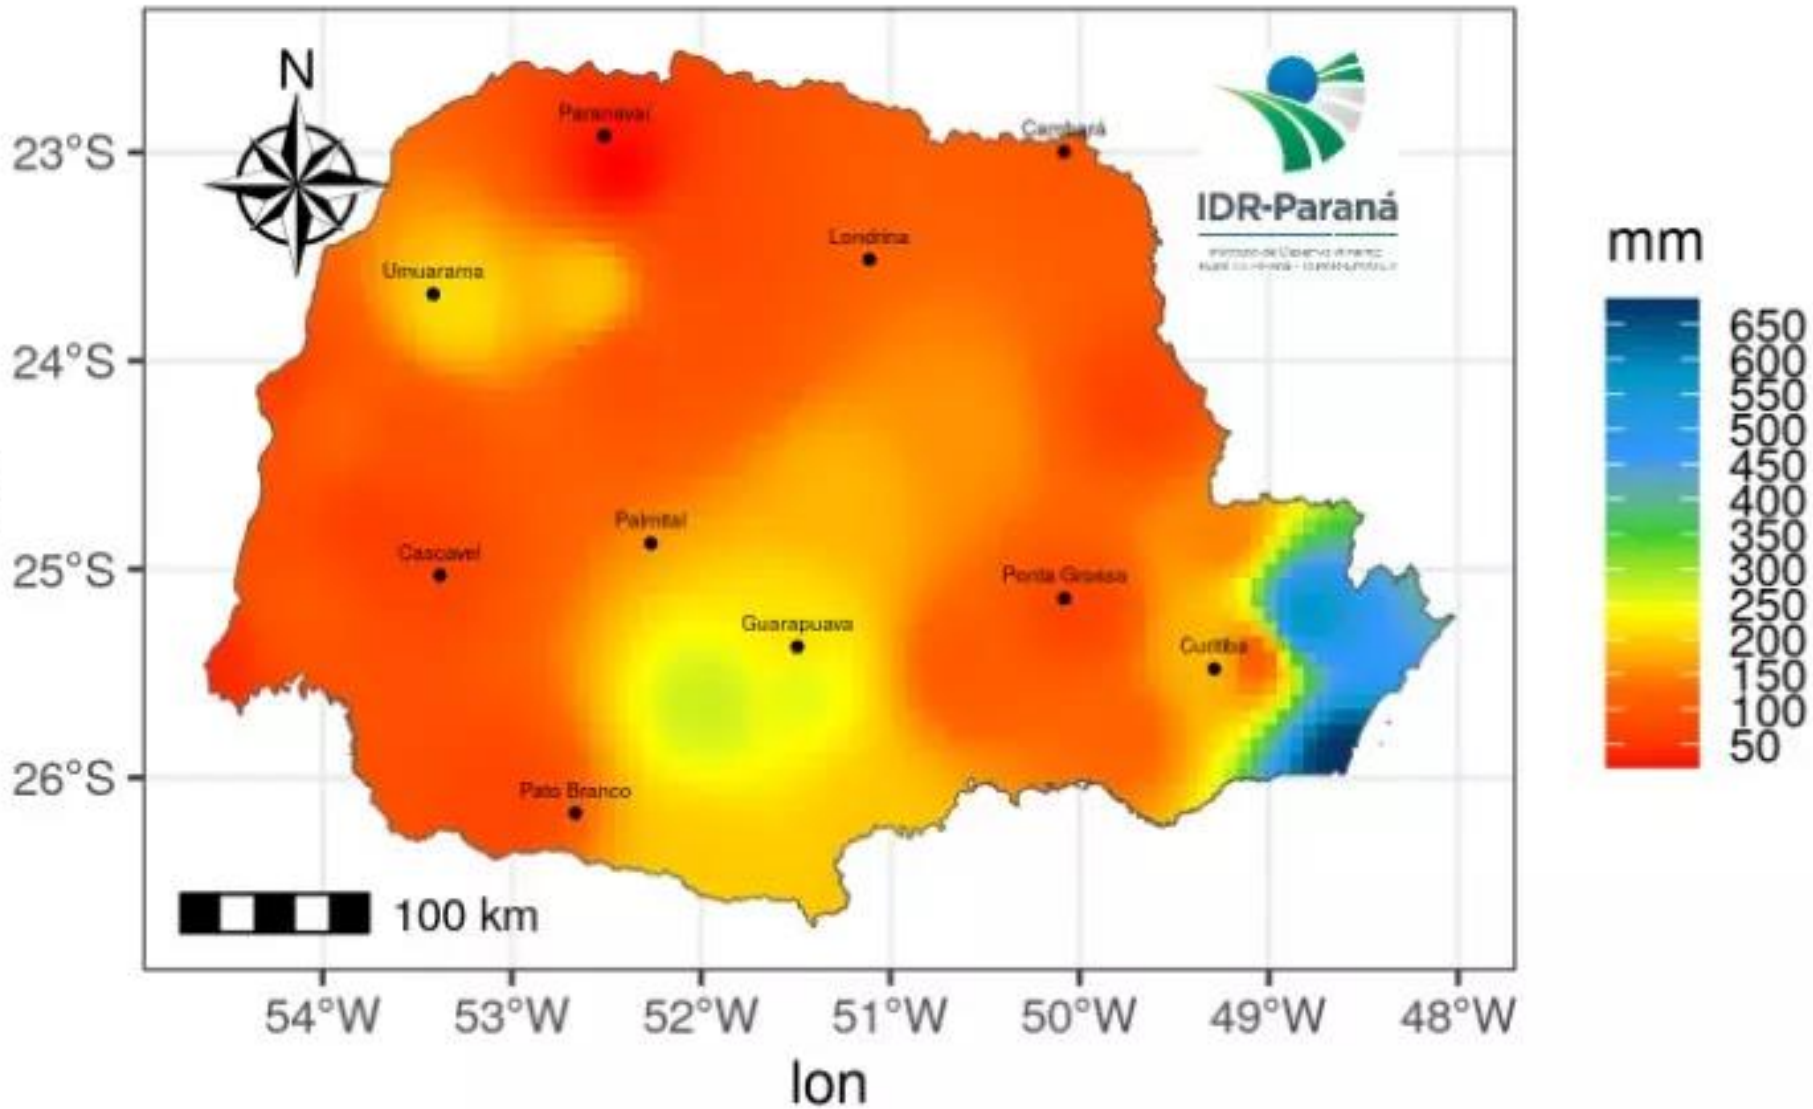 N
Paranavaí
Cambará
23°S
IDR-Paraná
Londrina
mm
Umuarama
650
24°S
600
550
500
450
400
Palmital
350
Cascavel
25°S
Ponta Grossa
300
250
Guarapuava
200
Curitiba
150
100
50
26°S
Pato Branco
100 km
54°W 53°W 52°W 51°W 50°W 49°W 48°W
lon